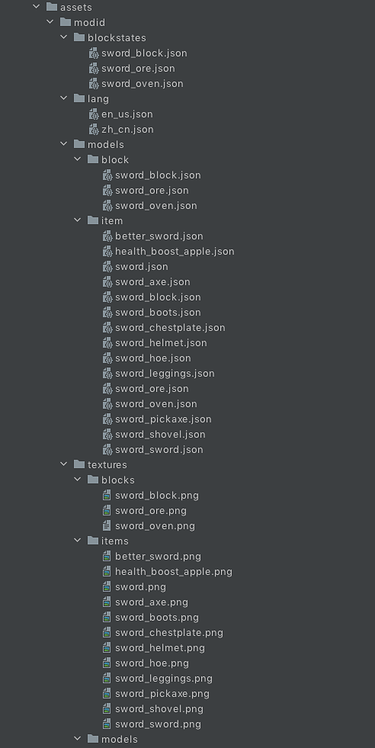 assets
modid
blockstates
sword_block.json
sword_ore.json
sword_oven.json
lang
en_us.json
zh_cn.json
models
block
sword_block.json
sword_ore.json
sword_oven.json
item
better_sword.json
health_boost_apple.json
sword.json
sword_axe.json
sword_block.json
sword_boots.json
sword_chestplate.json
sword_helmet.json
sword_hoe.json
sword_leggings.json
sword_ore.json
sword_oven.json
sword_pickaxe.json
sword_shovel.json
sword_sword.json
textures
blocks
sword_block.png
sword_ore.png
sword_oven.png
items
better_sword.png
health_boost_apple.png
sword.png
sword_axe.png
sword_boots.png
sword_chestplate.png
sword_helmet.png
sword_hoe.png
sword_leggings.png
sword_pickaxe.png
sword_shovel.png
sword_sword.png
models